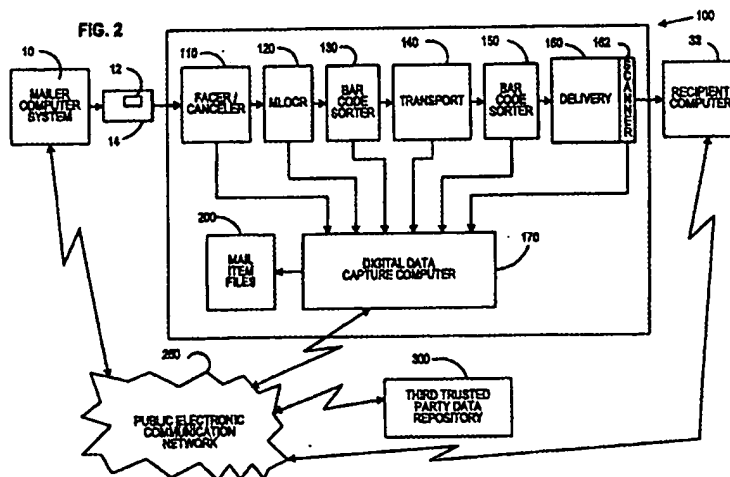 FIG. 2
100
10
12
14
110
120
130
140
150
160
162
33
MAILER
COMPUTER
SYSTEM
FACER /
CANCELER
MLOCR
BAR
CODE
SORTER
TRANSPORT
BAR
CODE
SORTER
DELIVERY
SCANNER
RECIPIENT
COMPUTER
200
MAIL
ITEM
FILES
DIGITAL DATA
CAPTURE COMPUTER
170
250
PUBLIC ELECTRONIC
COMMUNICATION
NETWORK
300
THIRD TRUSTED
PARTY DATA
REPOSITORY